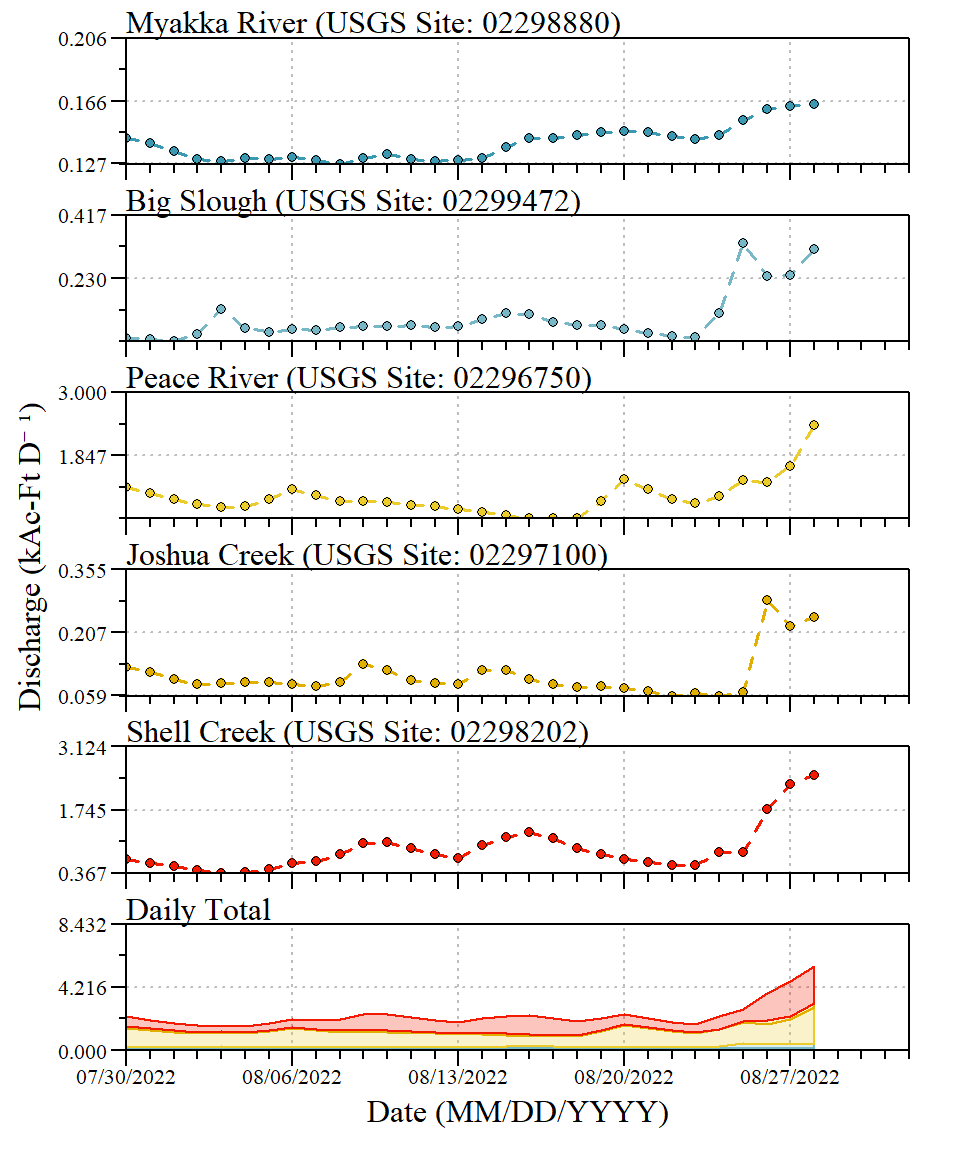 Myakka River (USGS Site: 02298880)
0.206
0.166
0.127
Big Slough (USGS Site: 02299472)
0.417
0.230
Peace River (USGS Site: 02296750)
3.000
1.847
Discharge (kAc-Ft D⁻¹)
Joshua Creek (USGS Site: 02297100)
0.355
0.207
0.059
Shell Creek (USGS Site: 02298202)
3.124
1.745
0.367
Daily Total
8.432
4.216
0.000
07/30/2022 08/06/2022 08/13/2022 08/20/2022 08/27/2022
Date (MM/DD/YYYY)